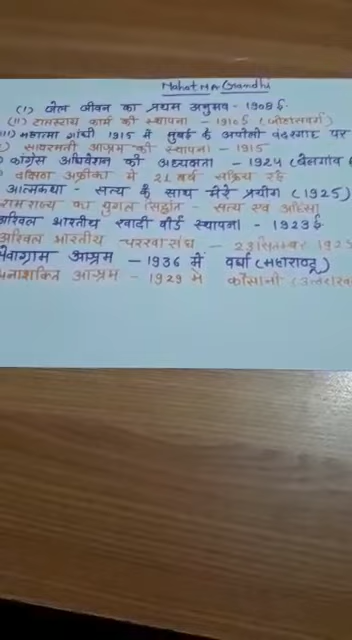 Mahatma Gandhi
(I) जेल जीवन का प्रथम अनुभव - 1908 ई.
(II) टालस्टाय फार्म की स्थापना - 1910 ई (जोहान्सबर्ग)
III) महात्मा गांधी 1915 में मुंबई के अपोलो बंदरगाह पर
साबरमती आश्रम की स्थापना - 1915
कांग्रेस अधिवेशन की अध्यक्षता - 1924 (बेलगांव
दक्षिण अफ्रीका में 21 वर्ष सक्रिय रहे
आत्मकथा - सत्य के साथ मेरे प्रयोग (1925)
रामराज्य का युगल सिद्धांत - सत्य एवं अहिंसा
अखिल भारतीय खादी बोर्ड स्थापना - 1923 ई
अखिल भारतीय चरखा संघ - 23 सितम्बर 1925
सेवाग्राम आश्रम - 1936 में वर्धा (महाराष्ट्र)
अनाशक्ति आश्रम - 1929 में कौसानी (उत्तराख